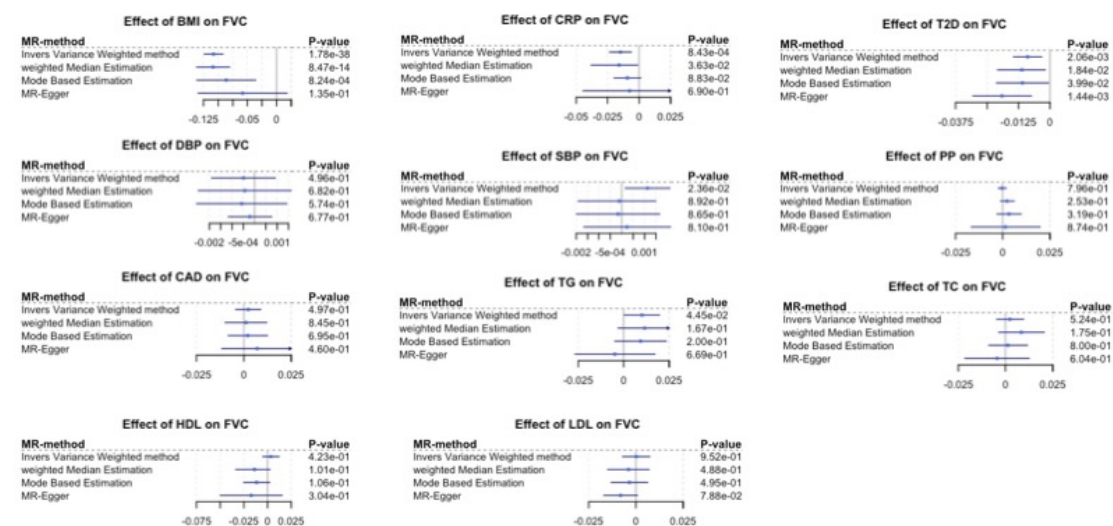 Effect of BMI on FVC
MR-method P-value
Invers Variance Weighted method 1.78e-38
weighted Median Estimation 8.47e-14
Mode Based Estimation 8.24e-04
MR-Egger 1.35e-01
-0.125 -0.05 0
Effect of CRP on FVC
MR-method P-value
Invers Variance Weighted method 8.43e-04
weighted Median Estimation 3.63e-02
Mode Based Estimation 8.83e-02
MR-Egger 6.90e-01
-0.05 -0.025 0 0.025
Effect of T2D on FVC
MR-method P-value
Invers Variance Weighted method 2.06e-03
weighted Median Estimation 1.84e-02
Mode Based Estimation 3.99e-02
MR-Egger 1.44e-03
-0.0375 -0.0125 0
Effect of DBP on FVC
MR-method P-value
Invers Variance Weighted method 4.96e-01
weighted Median Estimation 6.82e-01
Mode Based Estimation 5.74e-01
MR-Egger 6.77e-01
-0.002 -5e-04 0.001
Effect of SBP on FVC
MR-method P-value
Invers Variance Weighted method 2.36e-02
weighted Median Estimation 8.92e-01
Mode Based Estimation 8.65e-01
MR-Egger 8.10e-01
-0.002 -5e-04 0.001
Effect of PP on FVC
MR-method P-value
Invers Variance Weighted method 7.96e-01
weighted Median Estimation 2.53e-01
Mode Based Estimation 3.19e-01
MR-Egger 8.74e-01
-0.025 0 0.025
Effect of CAD on FVC
MR-method P-value
Invers Variance Weighted method 4.97e-01
weighted Median Estimation 8.45e-01
Mode Based Estimation 6.95e-01
MR-Egger 4.60e-01
-0.025 0 0.025
Effect of TG on FVC
MR-method P-value
Invers Variance Weighted method 4.45e-02
weighted Median Estimation 1.67e-01
Mode Based Estimation 2.00e-01
MR-Egger 6.69e-01
-0.025 0 0.025
Effect of TC on FVC
MR-method P-value
Invers Variance Weighted method 5.24e-01
weighted Median Estimation 1.75e-01
Mode Based Estimation 8.00e-01
MR-Egger 6.04e-01
-0.025 0 0.025
Effect of HDL on FVC
MR-method P-value
Invers Variance Weighted method 4.23e-01
weighted Median Estimation 1.01e-01
Mode Based Estimation 1.06e-01
MR-Egger 3.04e-01
-0.075 -0.025 0 0.025
Effect of LDL on FVC
MR-method P-value
Invers Variance Weighted method 9.52e-01
weighted Median Estimation 4.88e-01
Mode Based Estimation 4.95e-01
MR-Egger 7.88e-02
-0.025 0 0.025